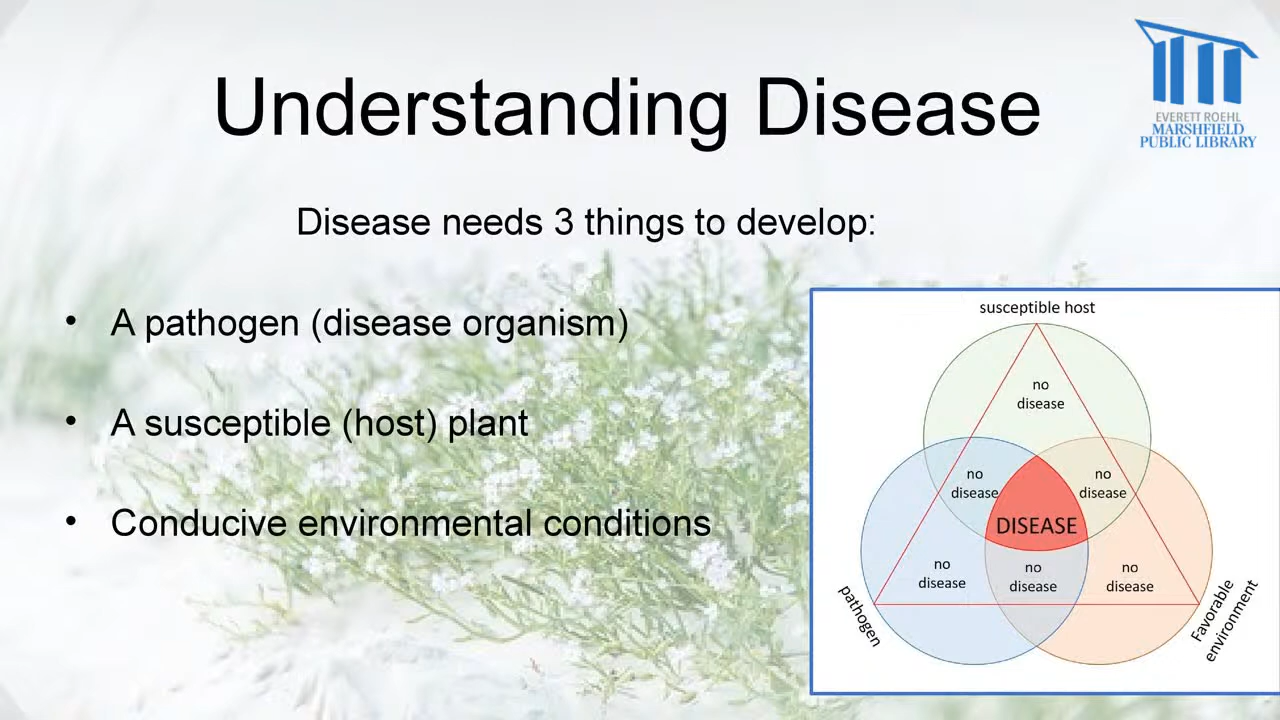 Understanding Disease
EVERETT ROEHL
MARSHFIELD
PUBLIC LIBRARY
Disease needs 3 things to develop:
• A pathogen (disease organism)
• A susceptible (host) plant
• Conducive environmental conditions
susceptible host
no
disease
no
disease
no
disease
DISEASE
no
disease
no
disease
no
disease
pathogen
Favorable
environment